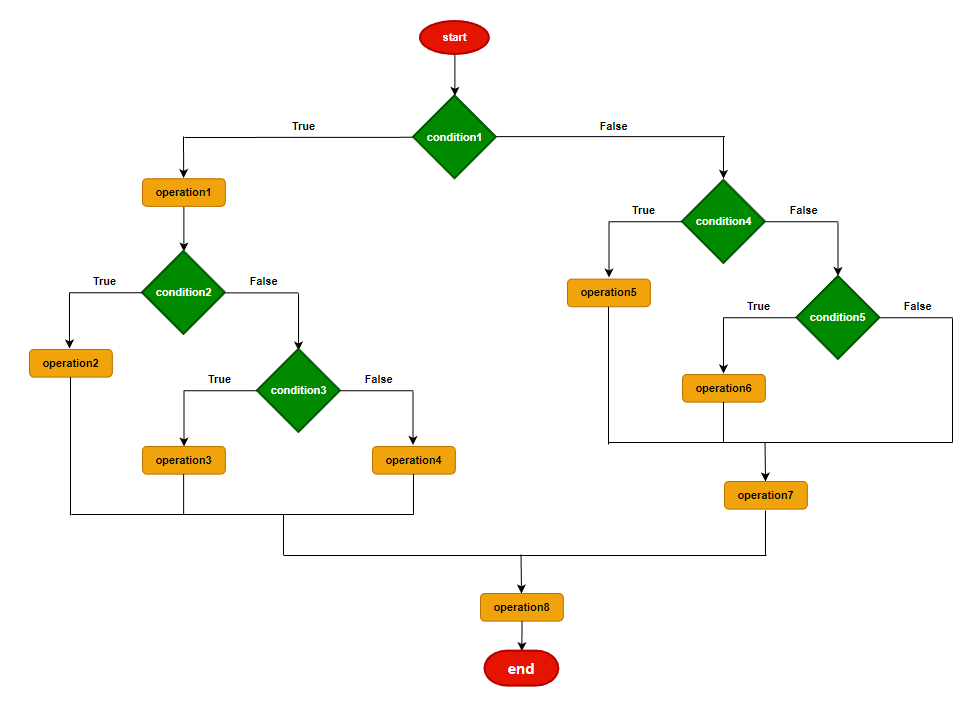 start
condition1
True
False
operation1
condition4
True
False
condition2
True
False
operation5
condition5
True
False
operation2
condition3
True
False
operation6
operation3
operation4
operation7
operation8
end